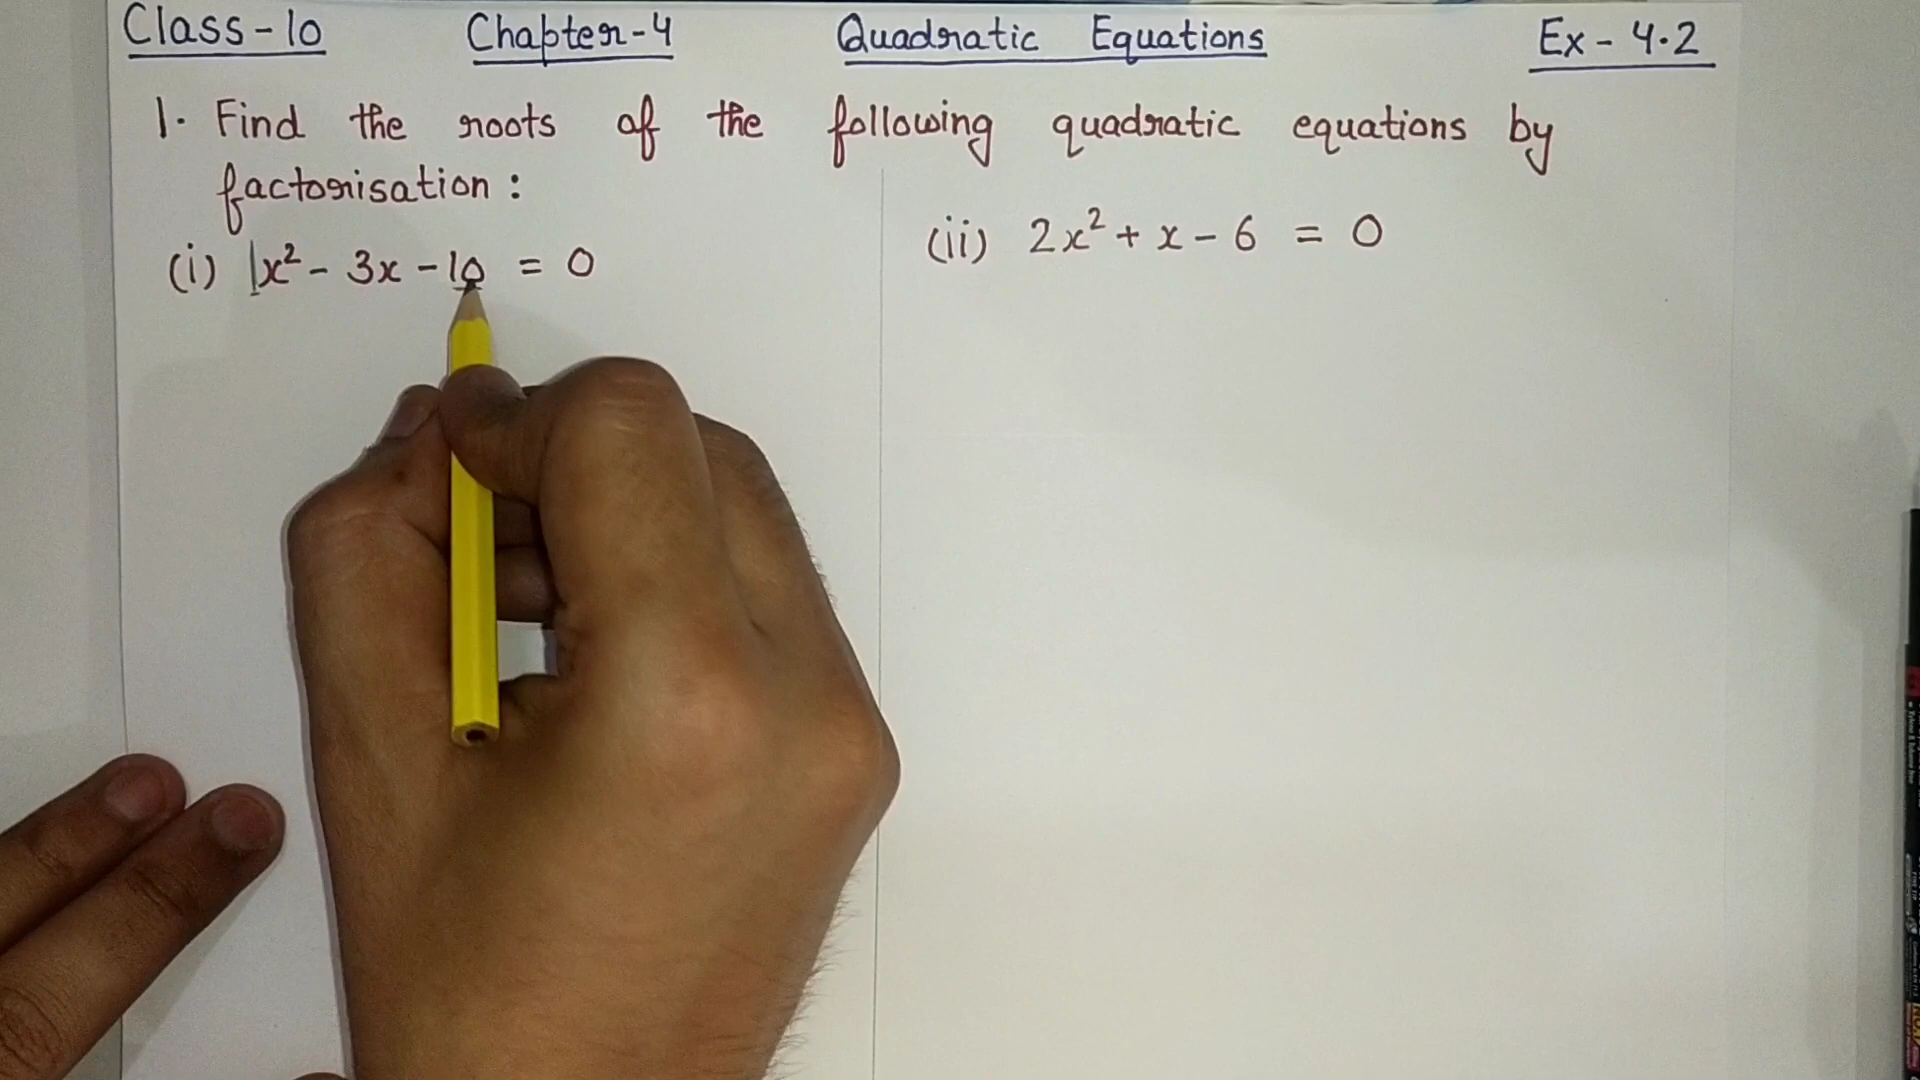 Class-10 Chapter-4 Quadratic Equations Ex-4.2
1. Find the roots of the following quadratic equations by
factorisation:
(i) 1x² - 3x - 10 = 0
(ii) 2x² + x - 6 = 0